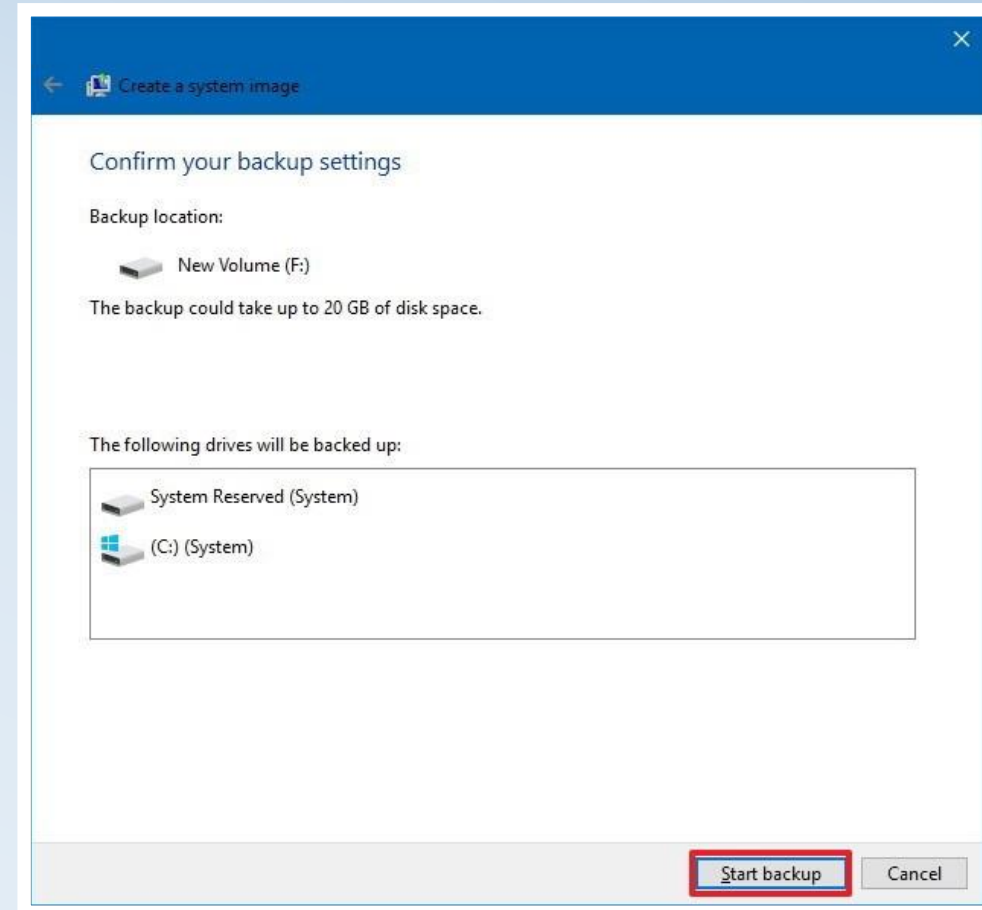 Create a system image
Confirm your backup settings
Backup location:
New Volume (F:)
The backup could take up to 20 GB of disk space.
The following drives will be backed up:
System Reserved (System)
(C:) (System)
Start backup
Cancel